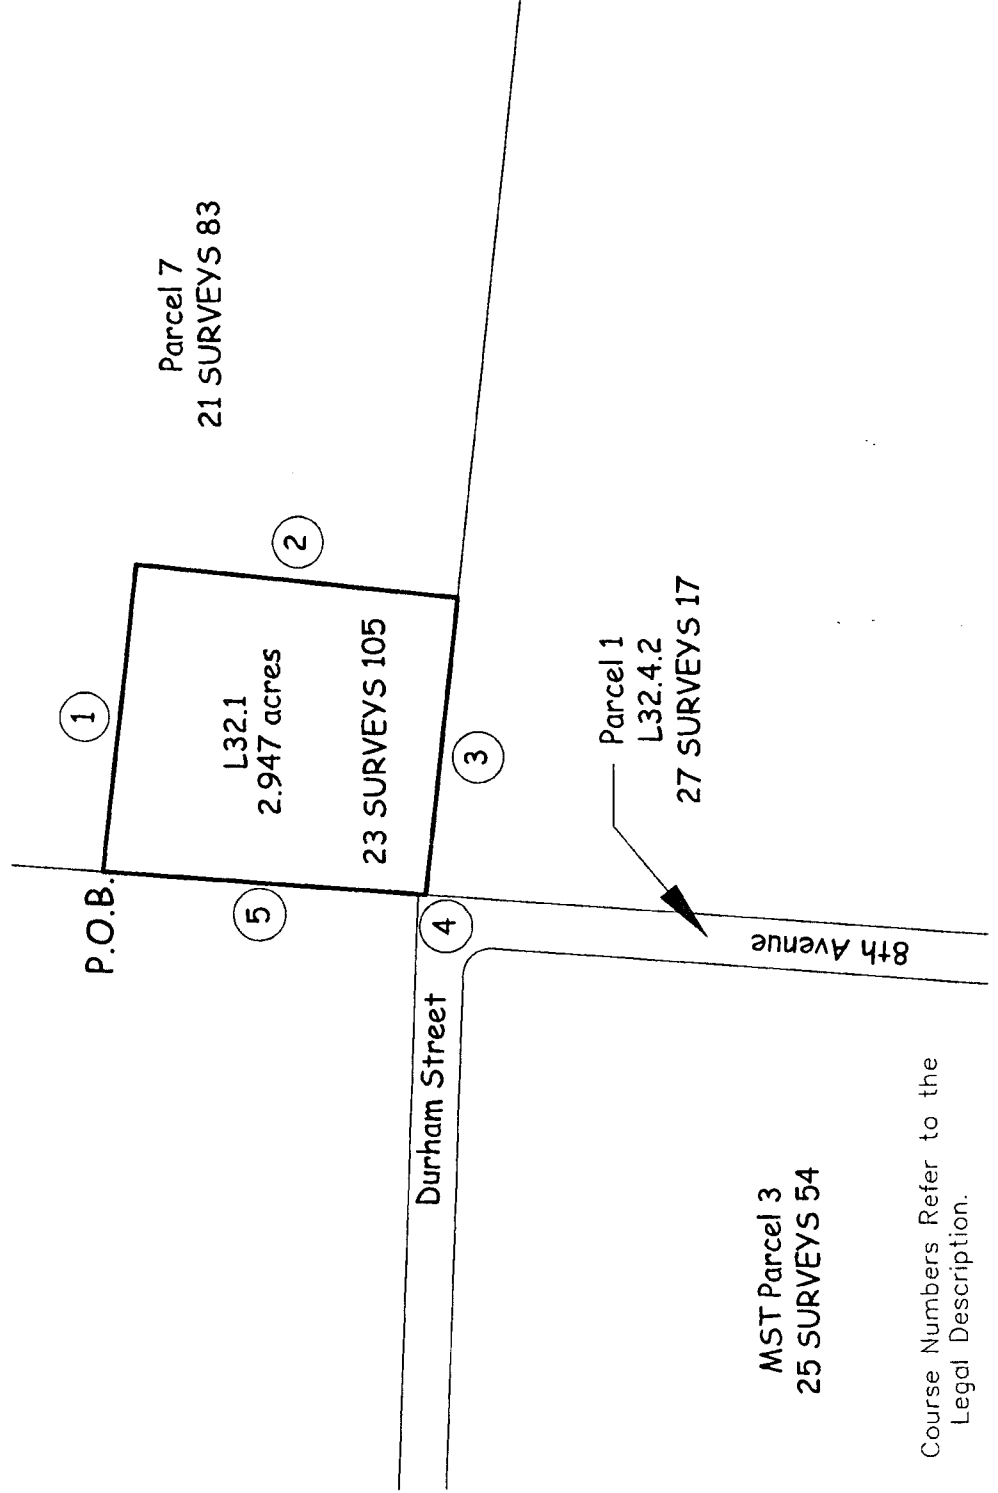 Parcel 7
21 SURVEYS 83
1
2
L32.1
2.947 acres
23 SURVEYS 105
P.O.B.
5
3
4
Parcel 1
L32.4.2
27 SURVEYS 17
Durham Street
8th Avenue
MST Parcel 3
25 SURVEYS 54
Course Numbers Refer to the
Legal Description.